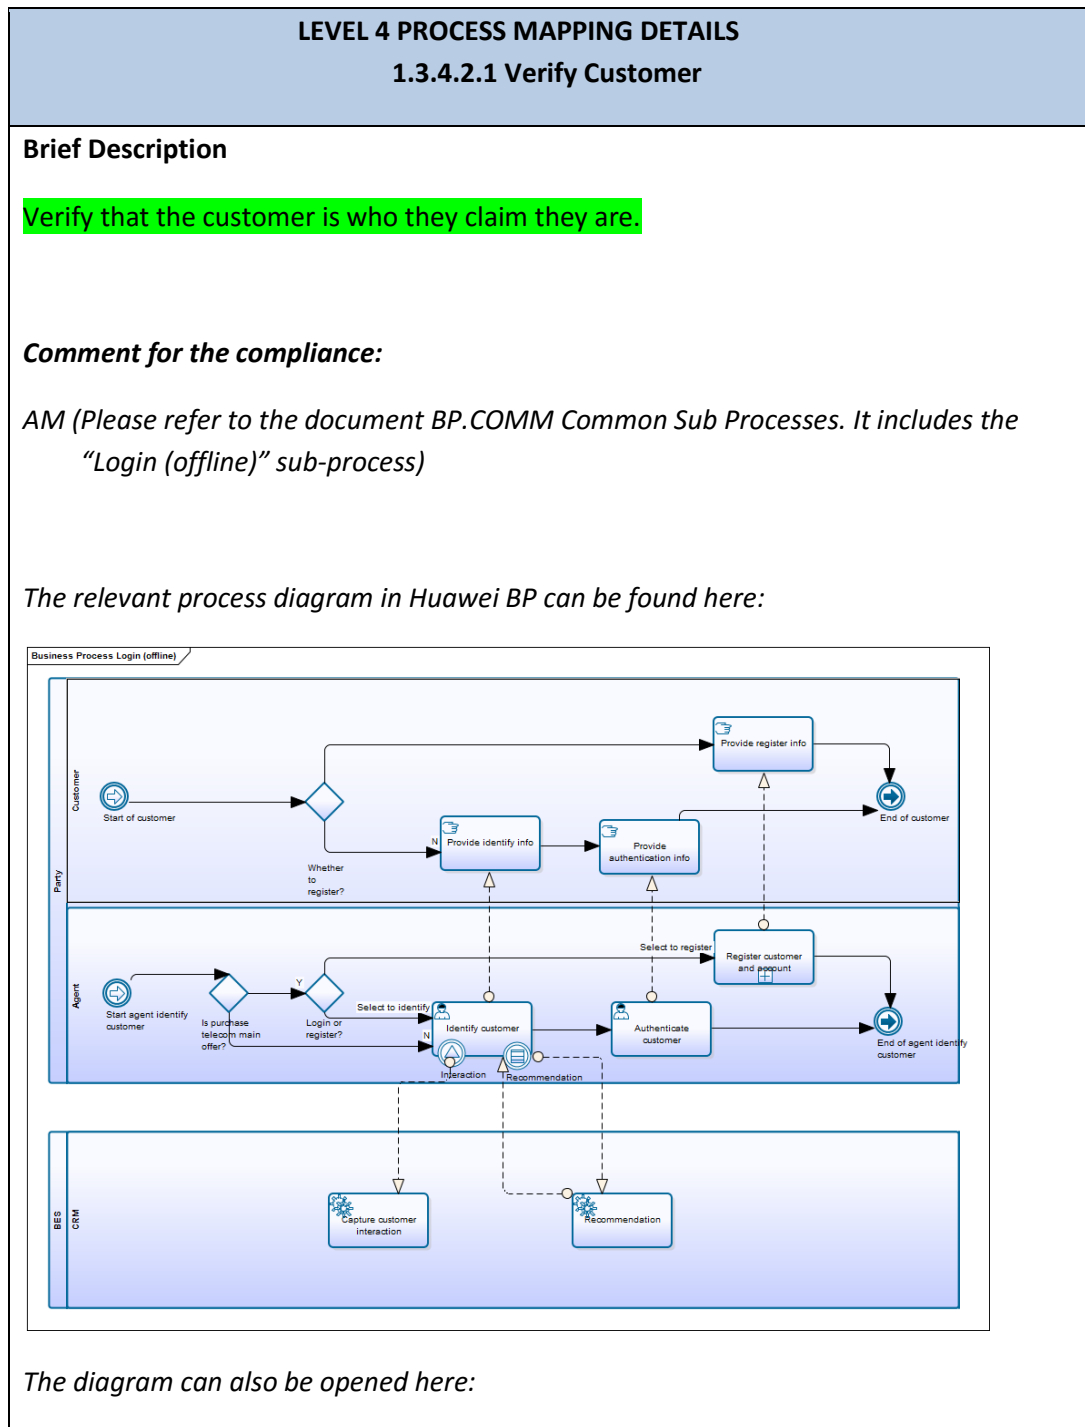 LEVEL 4 PROCESS MAPPING DETAILS
1.3.4.2.1 Verify Customer
Brief Description
Verify that the customer is who they claim they are.
Comment for the compliance:
AM (Please refer to the document BP.COMM Common Sub Processes. It includes the
“Login (offline)” sub-process)
The relevant process diagram in Huawei BP can be found here:
Business Process Login (offline)
Party
Customer
Start of customer
Whether
to
register?
N
Provide identify info
Provide
authentication info
Provide register info
End of customer
Agent
Start agent identify
customer
Is purchase
telecom main
offer?
Y
Login or
register?
Select to identify
N
Identify customer
Interaction
Recommendation
Authenticate
customer
Select to register
Register customer
and account
End of agent identify
customer
BES
CRM
Capture customer
interaction
Recommendation
The diagram can also be opened here: